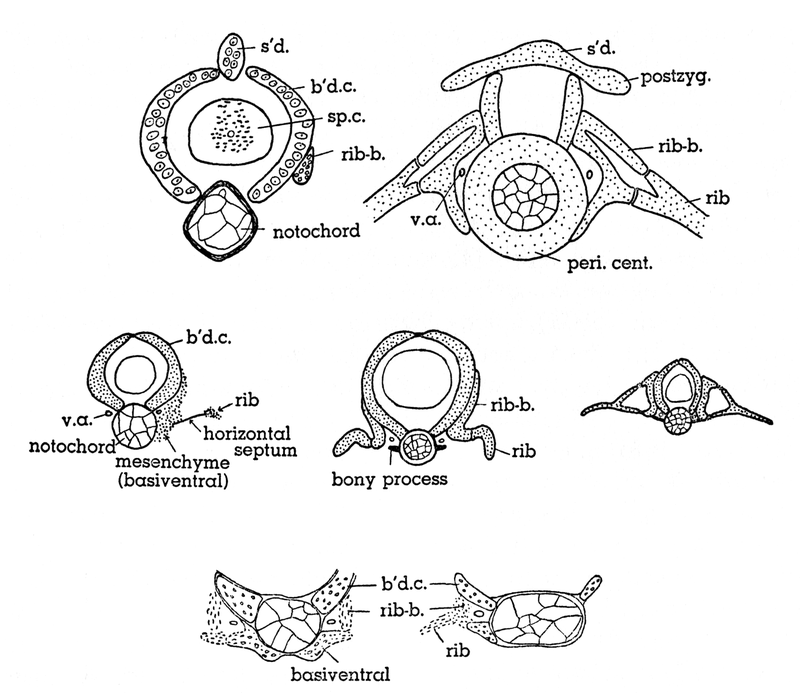 s'd.
b'd.c.
sp.c.
rib-b.
notochord
s'd.
postzyg.
rib-b.
rib
v.a.
peri. cent.
b'd.c.
v.a.
rib
notochord
horizontal
septum
mesenchyme
(basiventral)
rib-b.
rib
bony process
b'd.c.
rib-b.
rib
basiventral